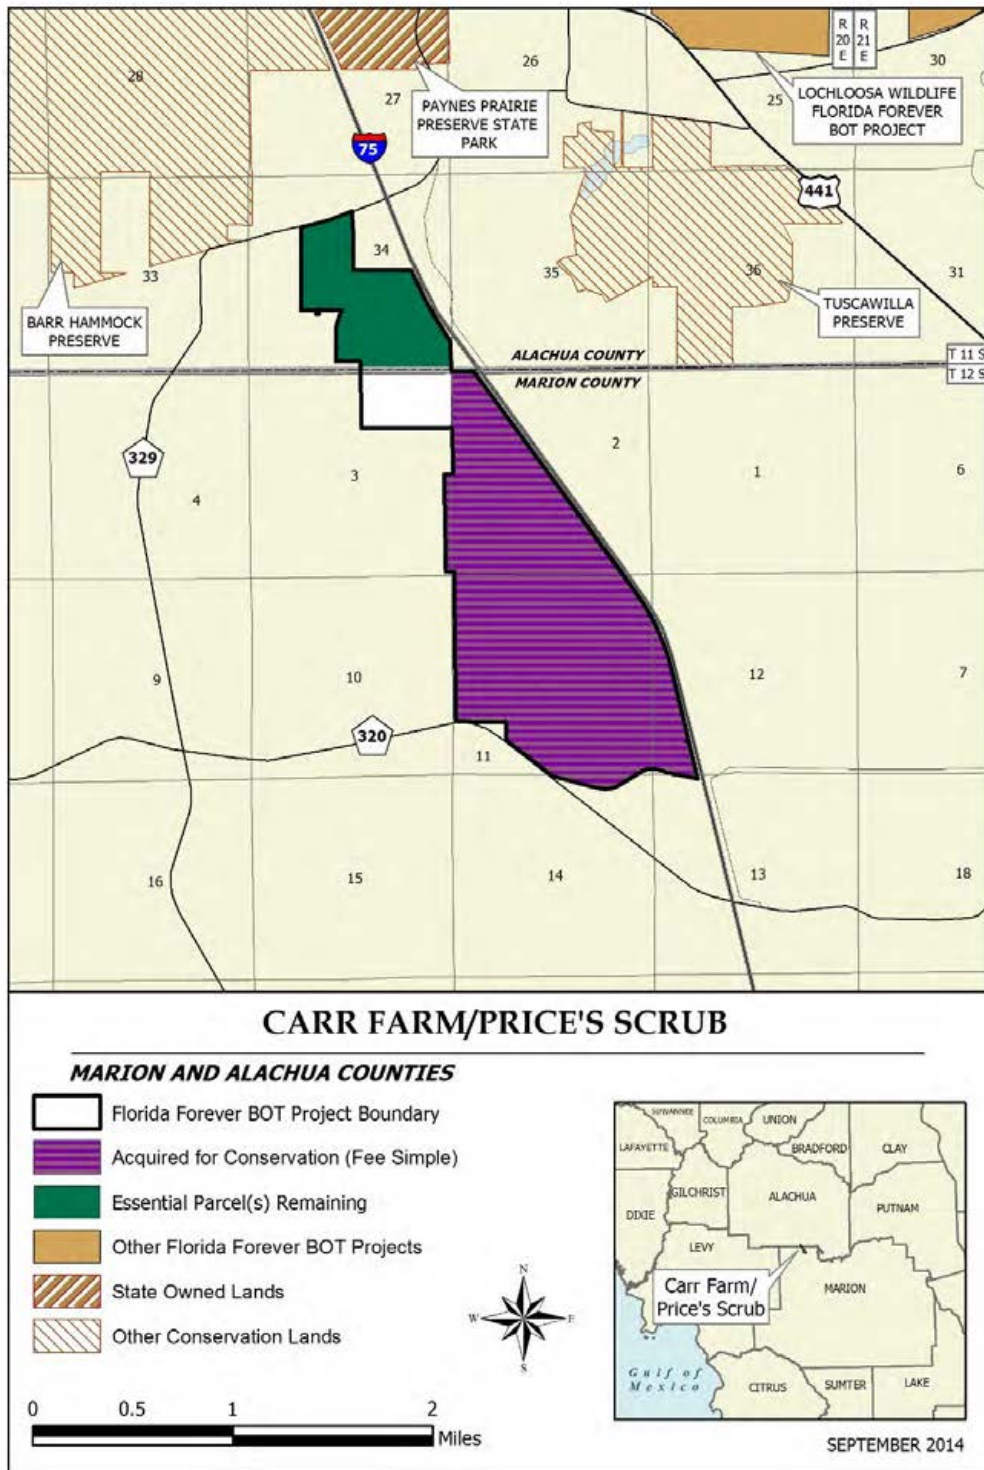 28
26
R
20
E
R
21
E
30
27
25
PAYNES PRAIRIE
PRESERVE STATE
PARK
LOCHLOOSA WILDLIFE
FLORIDA FOREVER
BOT PROJECT
75
441
34
33
35
36
31
BARR HAMMOCK
PRESERVE
TUSCAWILLA
PRESERVE
ALACHUA COUNTY
MARION COUNTY
T 11 S
T 12 S
329
2
3
1
6
4
9
10
12
7
320
11
16
15
14
13
18
CARR FARM/PRICE'S SCRUB
MARION AND ALACHUA COUNTIES
Florida Forever BOT Project Boundary
Acquired for Conservation (Fee Simple)
Essential Parcel(s) Remaining
Other Florida Forever BOT Projects
State Owned Lands
Other Conservation Lands
N
W
E
S
0 0.5 1 2
Miles
SUWANNEE
COLUMBIA
UNION
LAFAYETTE
BRADFORD
CLAY
GILCHRIST
ALACHUA
DIXIE
PUTNAM
LEVY
Carr Farm/
Price's Scrub
MARION
Gulf of
Mexico
CITRUS
SUMTER
LAKE
SEPTEMBER 2014